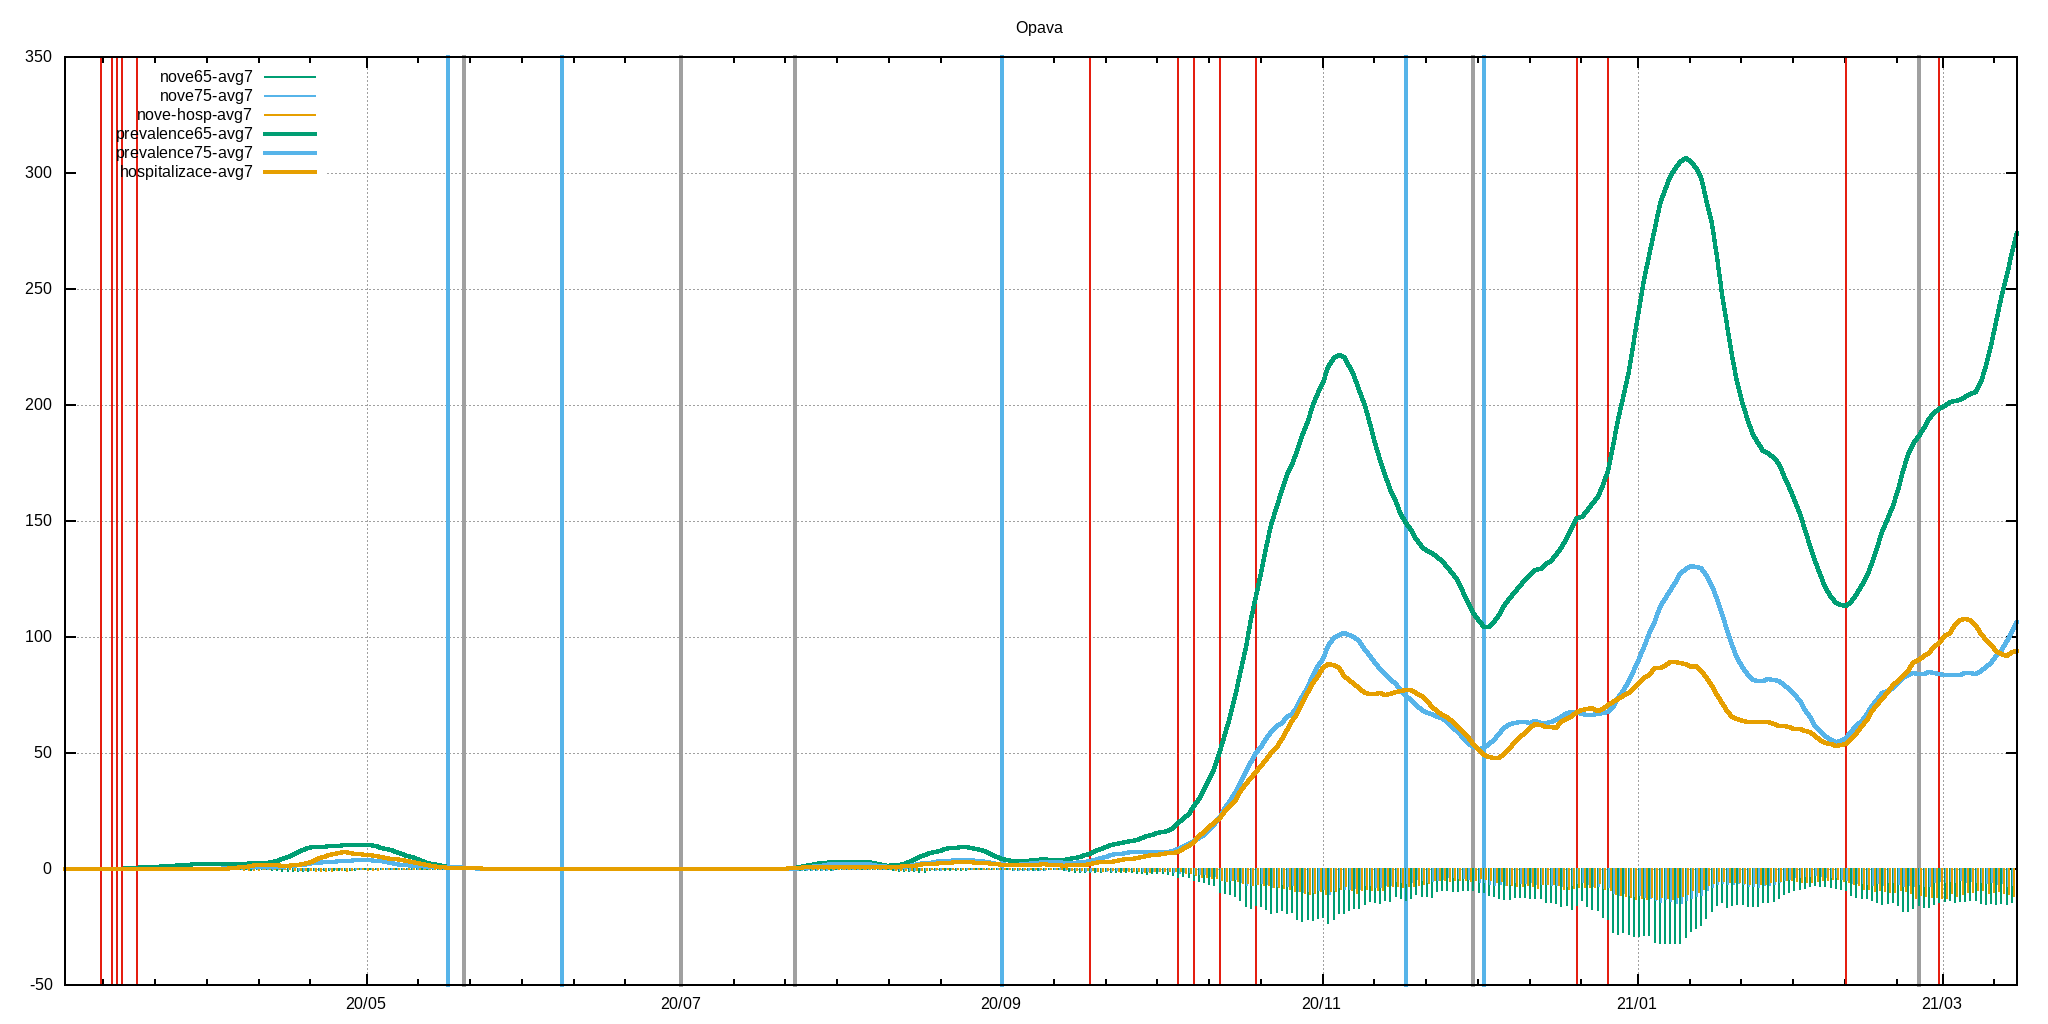 Opava
350
nove65-avg7
nove75-avg7
nove-hosp-avg7
prevalence65-avg7
prevalence75-avg7
hospitalizace-avg7
300
250
200
150
100
50
0
-50
20/05 20/07 20/09 20/11 21/01 21/03